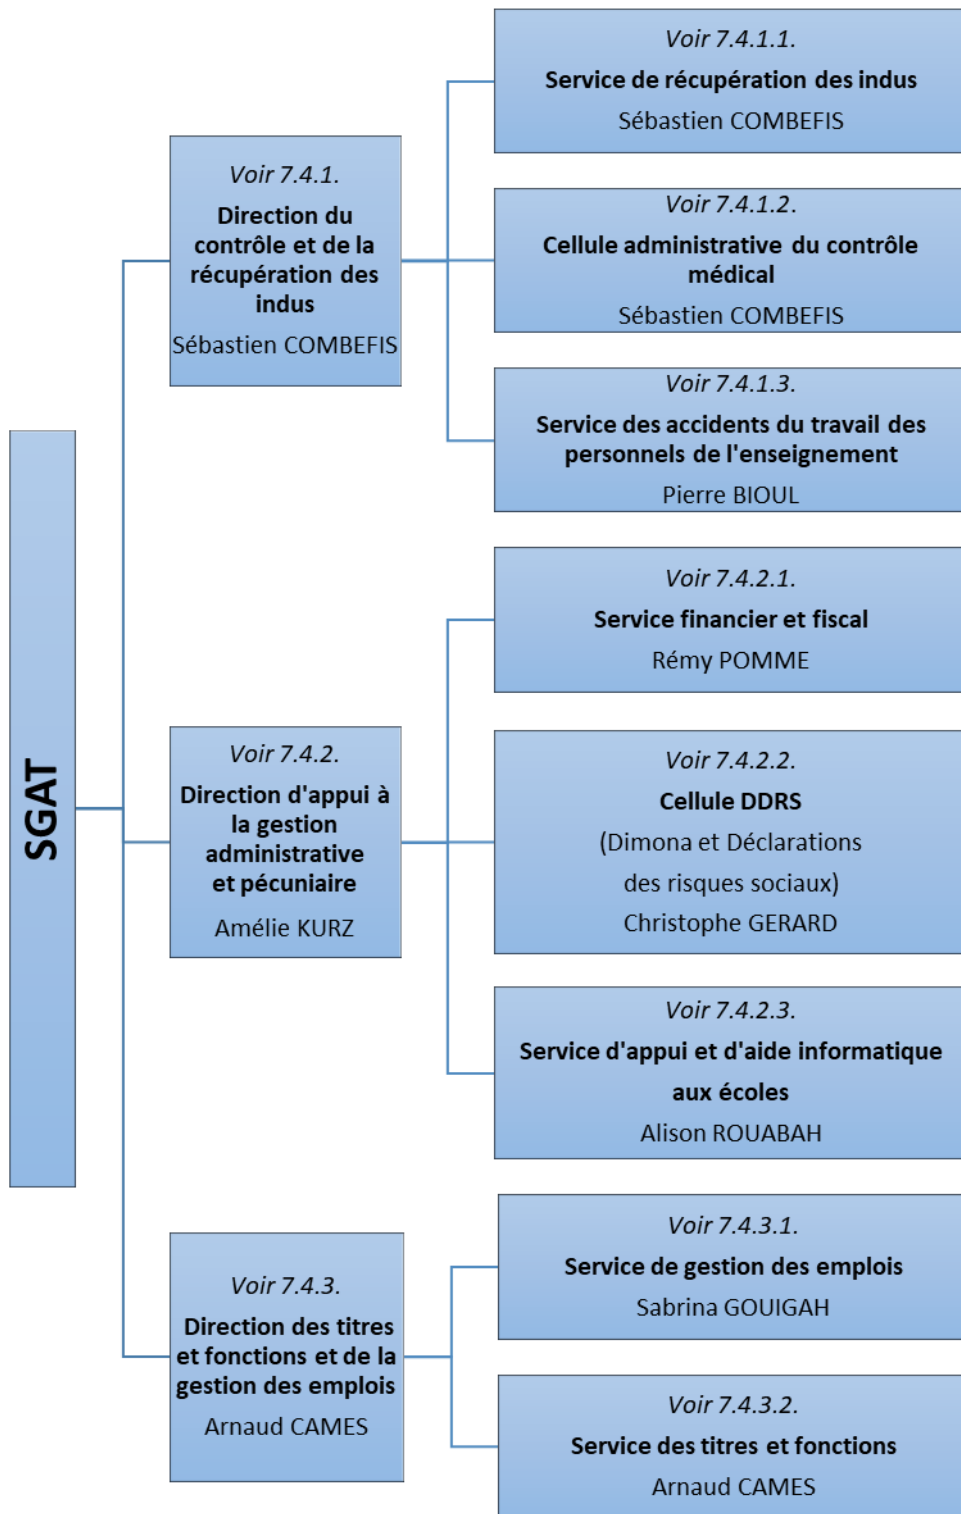 SGAT
Voir 7.4.1.
Direction du
contrôle et de la
récupération des
indus
Sébastien COMBEFIS
Voir 7.4.1.1.
Service de récupération des indus
Sébastien COMBEFIS
Voir 7.4.1.2.
Cellule administrative du contrôle
médical
Sébastien COMBEFIS
Voir 7.4.1.3.
Service des accidents du travail des
personnels de l'enseignement
Pierre BIOUL
Voir 7.4.2.
Direction d'appui à
la gestion
administrative
et pécuniaire
Amélie KURZ
Voir 7.4.2.1.
Service financier et fiscal
Rémy POMME
Voir 7.4.2.2.
Cellule DDRS
(Dimona et Déclarations
des risques sociaux)
Christophe GERARD
Voir 7.4.2.3.
Service d'appui et d'aide informatique
aux écoles
Alison ROUABAH
Voir 7.4.3.
Direction des titres
et fonctions et de la
gestion des emplois
Arnaud CAMES
Voir 7.4.3.1.
Service de gestion des emplois
Sabrina GOUIGAH
Voir 7.4.3.2.
Service des titres et fonctions
Arnaud CAMES